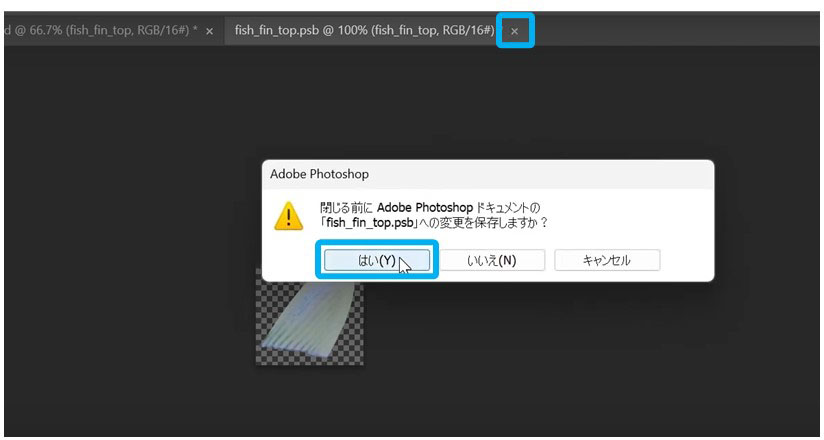 d @ 66.7% (fish_fin_top, RGB/16#) * ×
fish_fin_top.psb @ 100% (fish_fin_top, RGB/16#) ×
Adobe Photoshop
閉じる前に Adobe Photoshop ドキュメントの
「fish_fin_top.psb」への変更を保存しますか?
はい(Y)
いいえ(N)
キャンセル